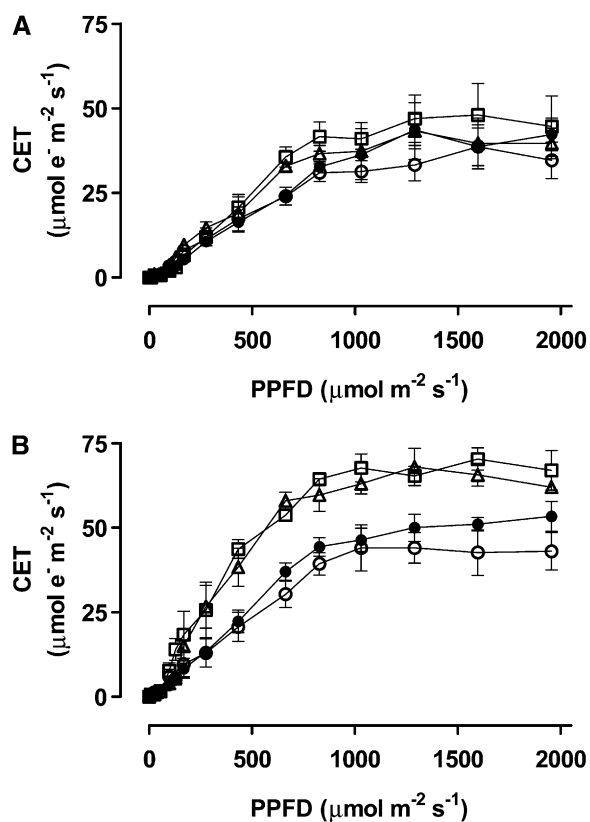 A
75
50
25
0
CET
(μmol e⁻ m⁻² s⁻¹)
0 500 1000 1500 2000
PPFD (μmol m⁻² s⁻¹)
B
75
50
25
0
CET
(μmol e⁻ m⁻² s⁻¹)
0 500 1000 1500 2000
PPFD (μmol m⁻² s⁻¹)